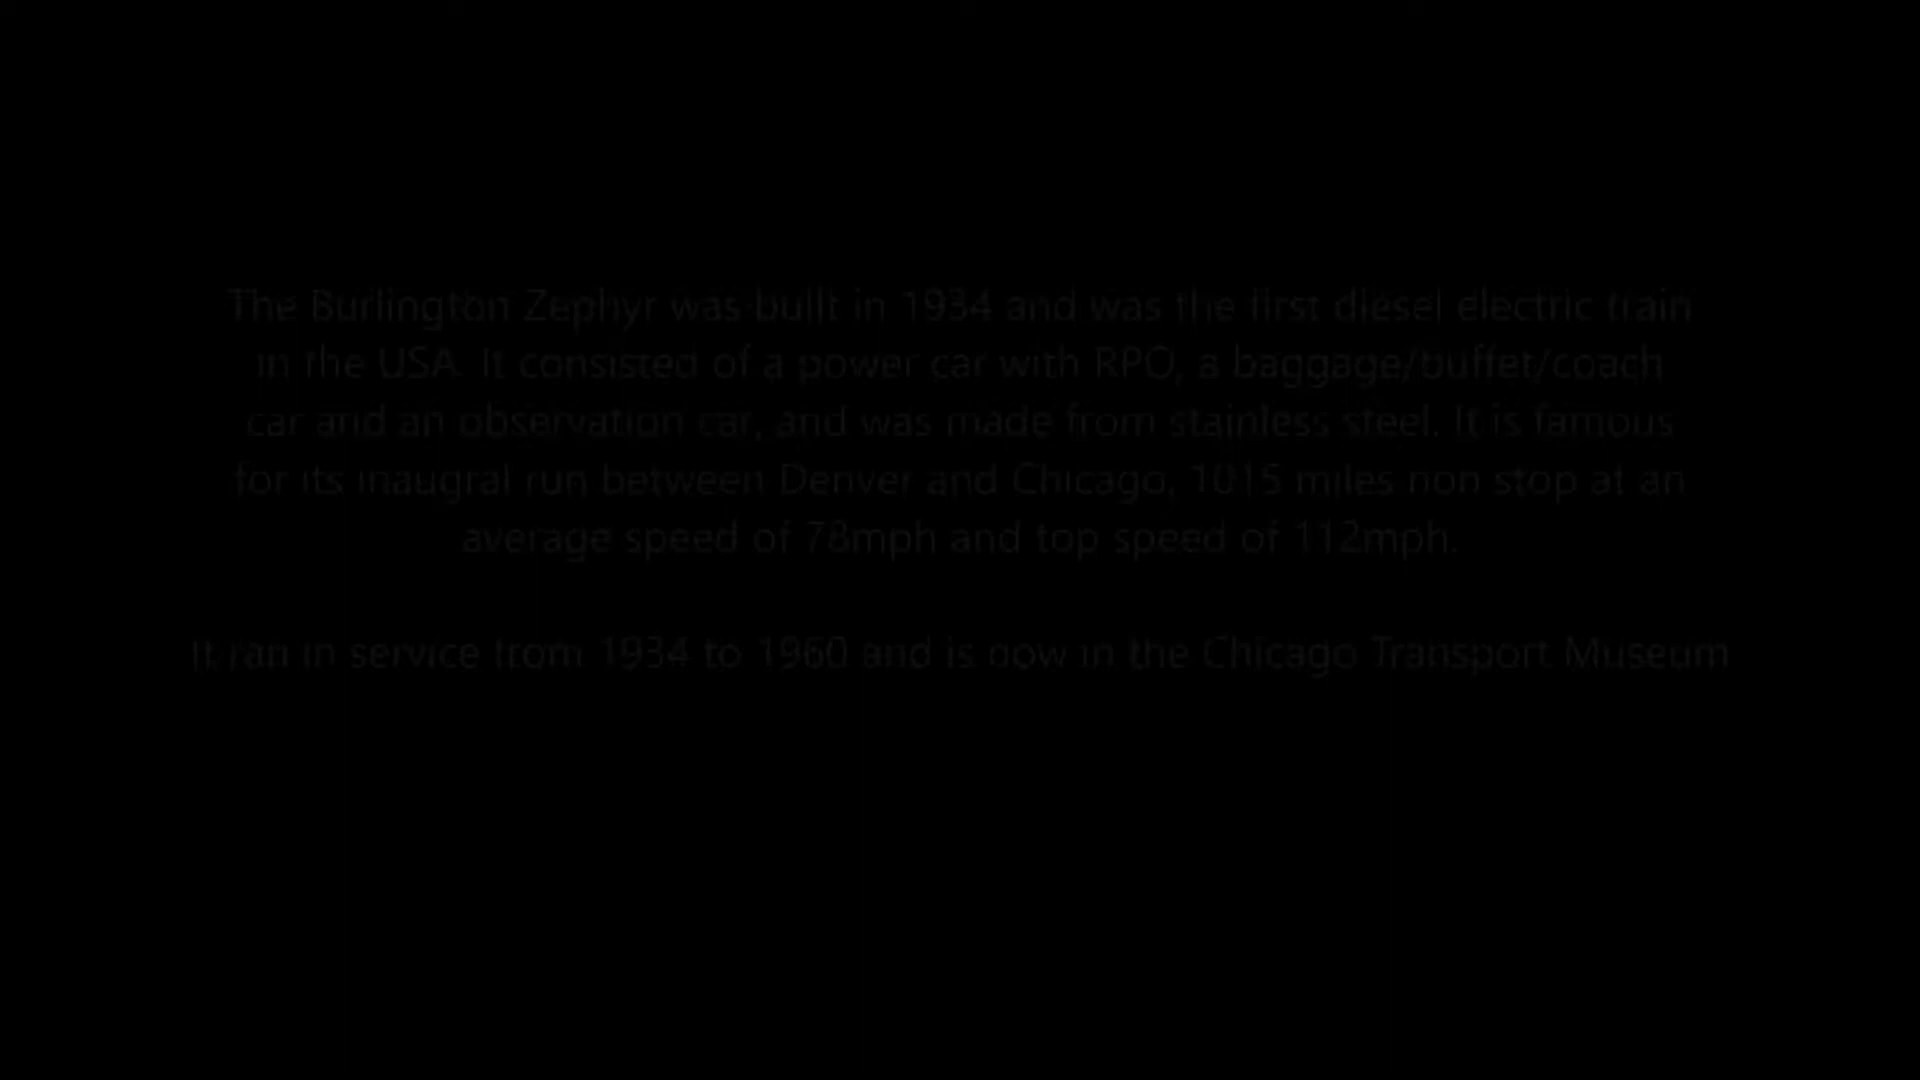 The Burlington Zephyr was built in 1934 and was the first diesel electric train
in the USA. It consisted of a power car with RPO, a baggage/buffet/coach
car and an observation car, and was made from stainless steel. It is famous
for its inaugral run between Denver and Chicago, 1015 miles non stop at an
average speed of 78mph and top speed of 112mph.
It ran in service from 1934 to 1960 and is now in the Chicago Transport Museum